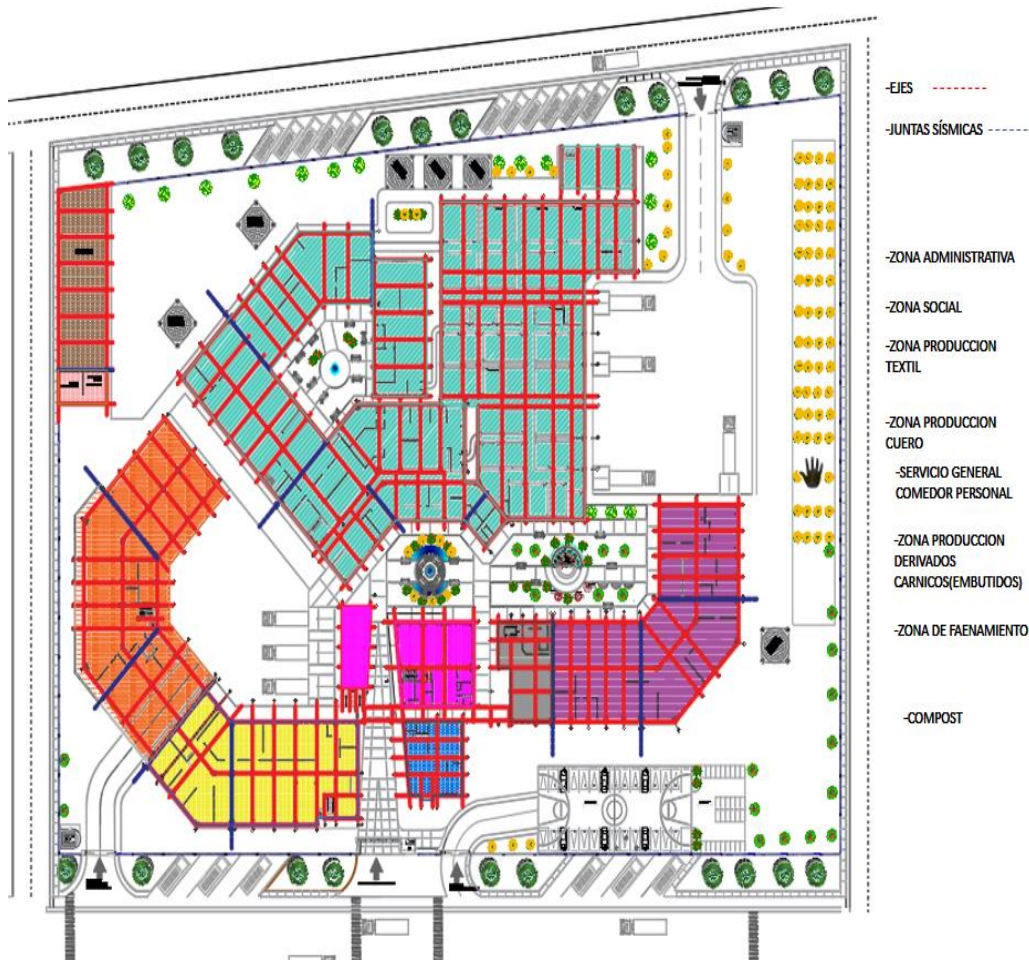 -EJES
-JUNTAS SÍSMICAS
-ZONA ADMINISTRATIVA
-ZONA SOCIAL
-ZONA PRODUCCION
TEXTIL
-ZONA PRODUCCION
CUERO
-SERVICIO GENERAL
COMEDOR PERSONAL
-ZONA PRODUCCION
DERIVADOS
CARNICOS(EMBUTIDOS)
-ZONA DE FAENAMIENTO
-COMPOST